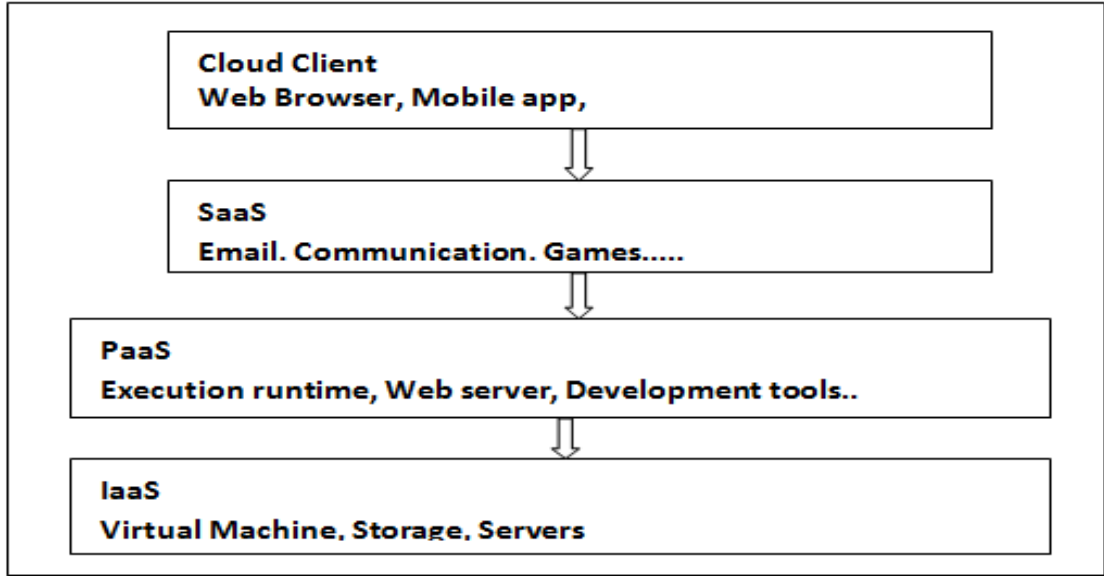 Cloud Client
Web Browser, Mobile app,
SaaS
Email. Communication. Games.....
PaaS
Execution runtime, Web server, Development tools..
IaaS
Virtual Machine, Storage, Servers